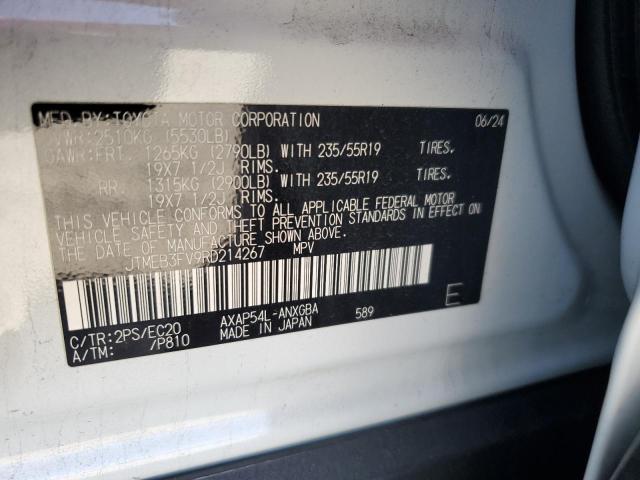 MFD.BY:TOYOTA MOTOR CORPORATION 06/24
GVWR:2510KG (5530LB)
GAWR:FRT. 1265KG (2790LB) WITH 235/55R19 TIRES,
19X7 1/2J TRIMS.
RR. 1315KG (2900LB) WITH 235/55R19 TIRES,
19X7 1/2J TRIMS.
THIS VEHICLE CONFORMS TO ALL APPLICABLE FEDERAL MOTOR
VEHICLE SAFETY AND THEFT PREVENTION STANDARDS IN EFFECT ON
THE DATE OF MANUFACTURE SHOWN ABOVE.
JTMEB3FV9RD214267 MPV
E
C/TR:2PS/EC20 AXAP54L-ANXGBA 589
A/TM: /P810 MADE IN JAPAN